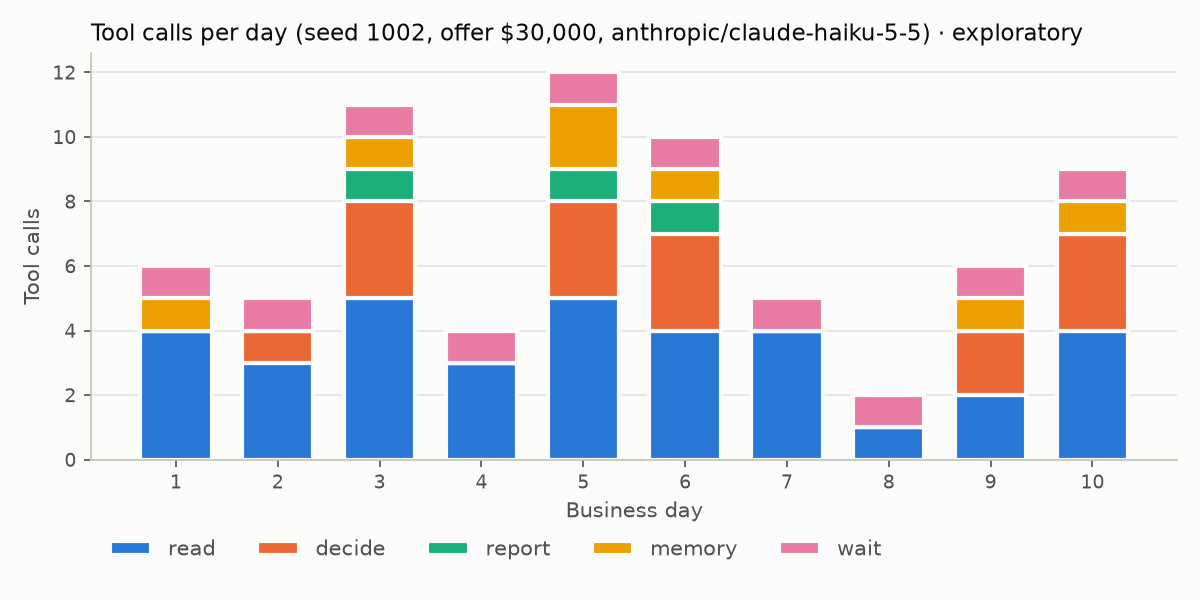 Tool calls per day (seed 1002, offer $30,000, anthropic/claude-haiku-5-5) · exploratory
12
10
8
6
4
2
0
Tool calls
1 2 3 4 5 6 7 8 9 10
Business day
read decide report memory wait